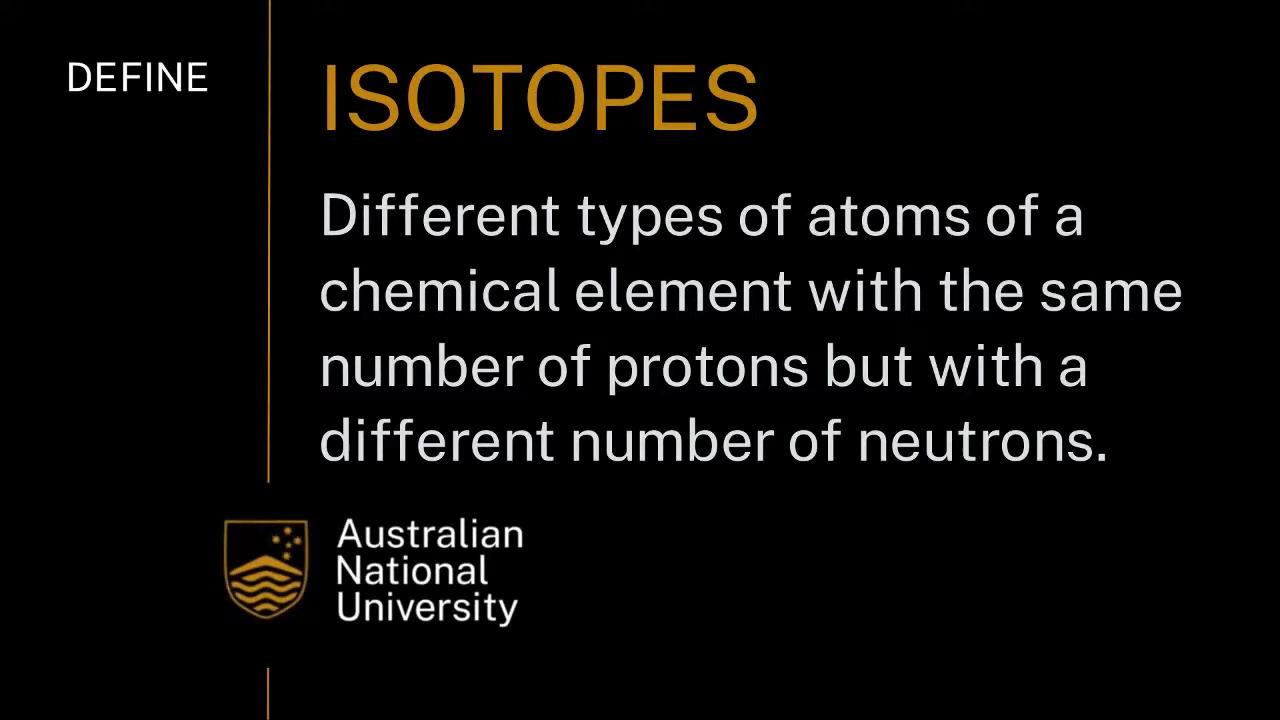 DEFINE
ISOTOPES
Different types of atoms of a
chemical element with the same
number of protons but with a
different number of neutrons.
Australian
National
University